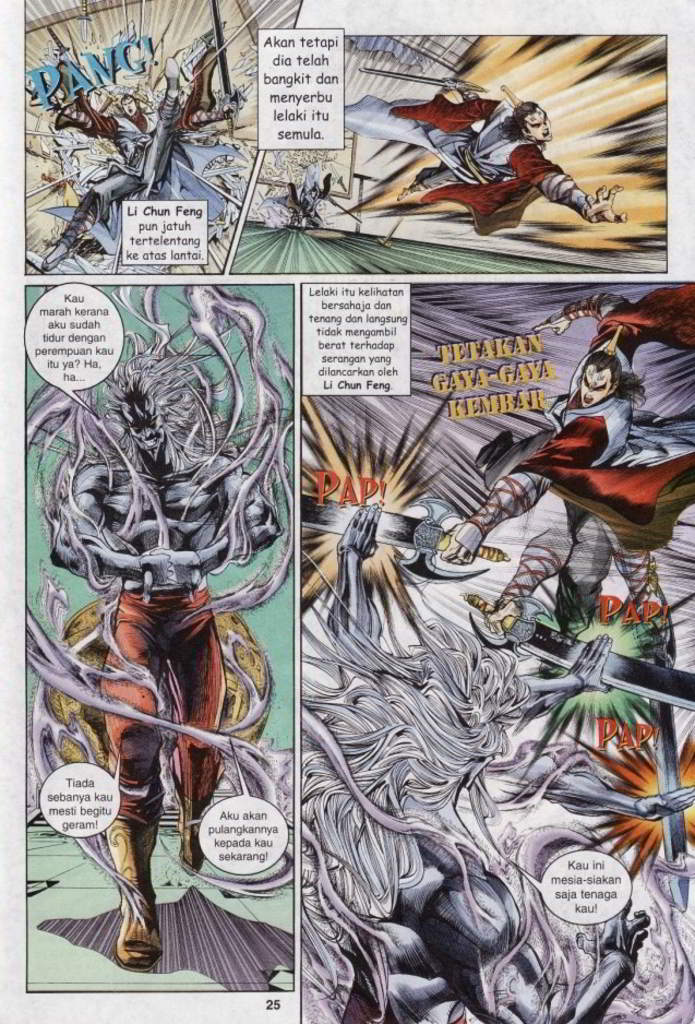 PANG!
Li Chun Feng
pun jatuh
tertelentang
ke atas lantai.
Akan tetapi
dia telah
bangkit dan
menyerbu
lelaki itu
semula.
Kau
marah kerana
aku sudah
tidur dengan
perempuan kau
itu ya? Ha,
ha...
Tiada
sebanya kau
mesti begitu
geram!
Aku akan
pulangkannya
kepada kau
sekarang!
Lelaki itu kelihatan
bersahaja dan
tenang dan langsung
tidak mengambil
berat terhadap
serangan yang
dilancarkan oleh
Li Chun Feng.
TETAKAN
GAYA-GAYA
KEMBAR
PAP!
PAP!
PAP!
Kau ini
mesia-siakan
saja tenaga
kau!
25